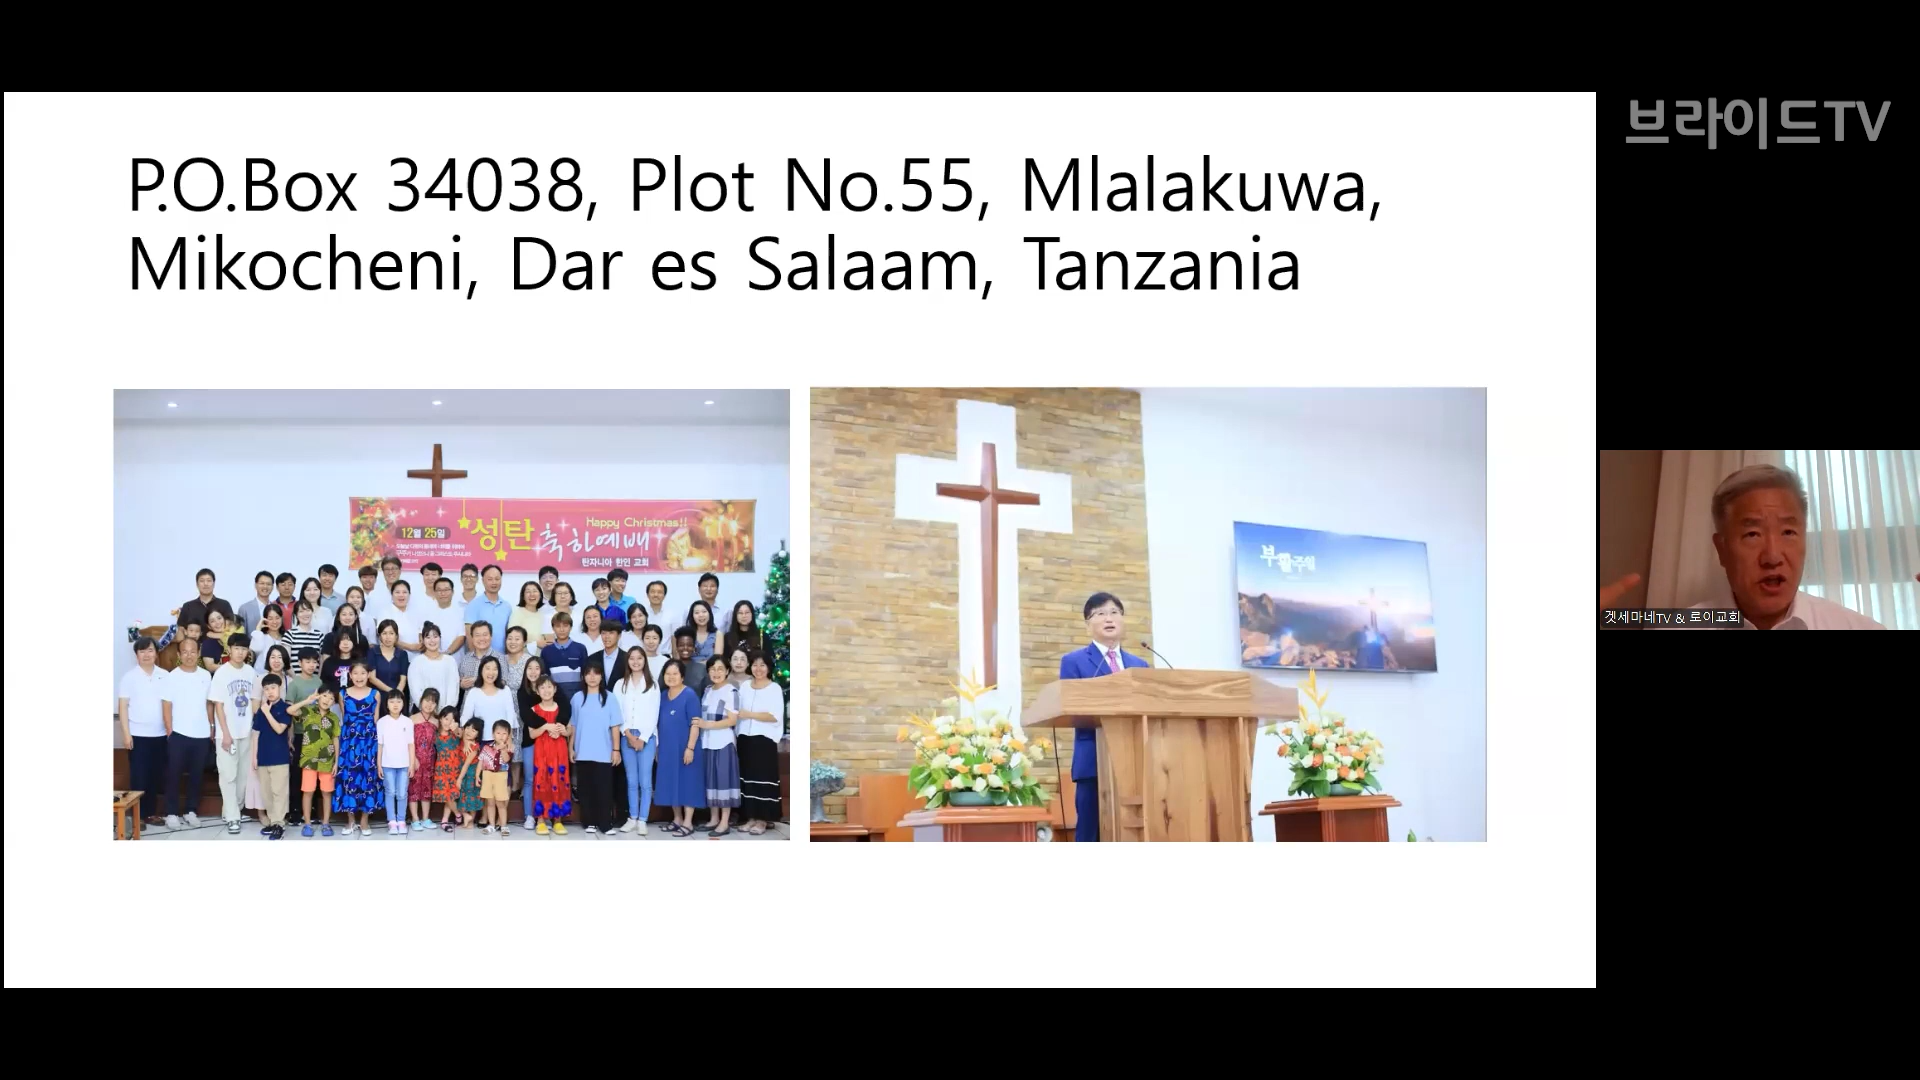 P.O.Box 34038, Plot No.55, Mlalakuwa,
Mikocheni, Dar es Salaam, Tanzania
브라이드TV
Happy Christmas!!
12월 25일
성탄 축하예배
탄자니아 한인 교회
부활주일
겟세마네TV & 로이교회